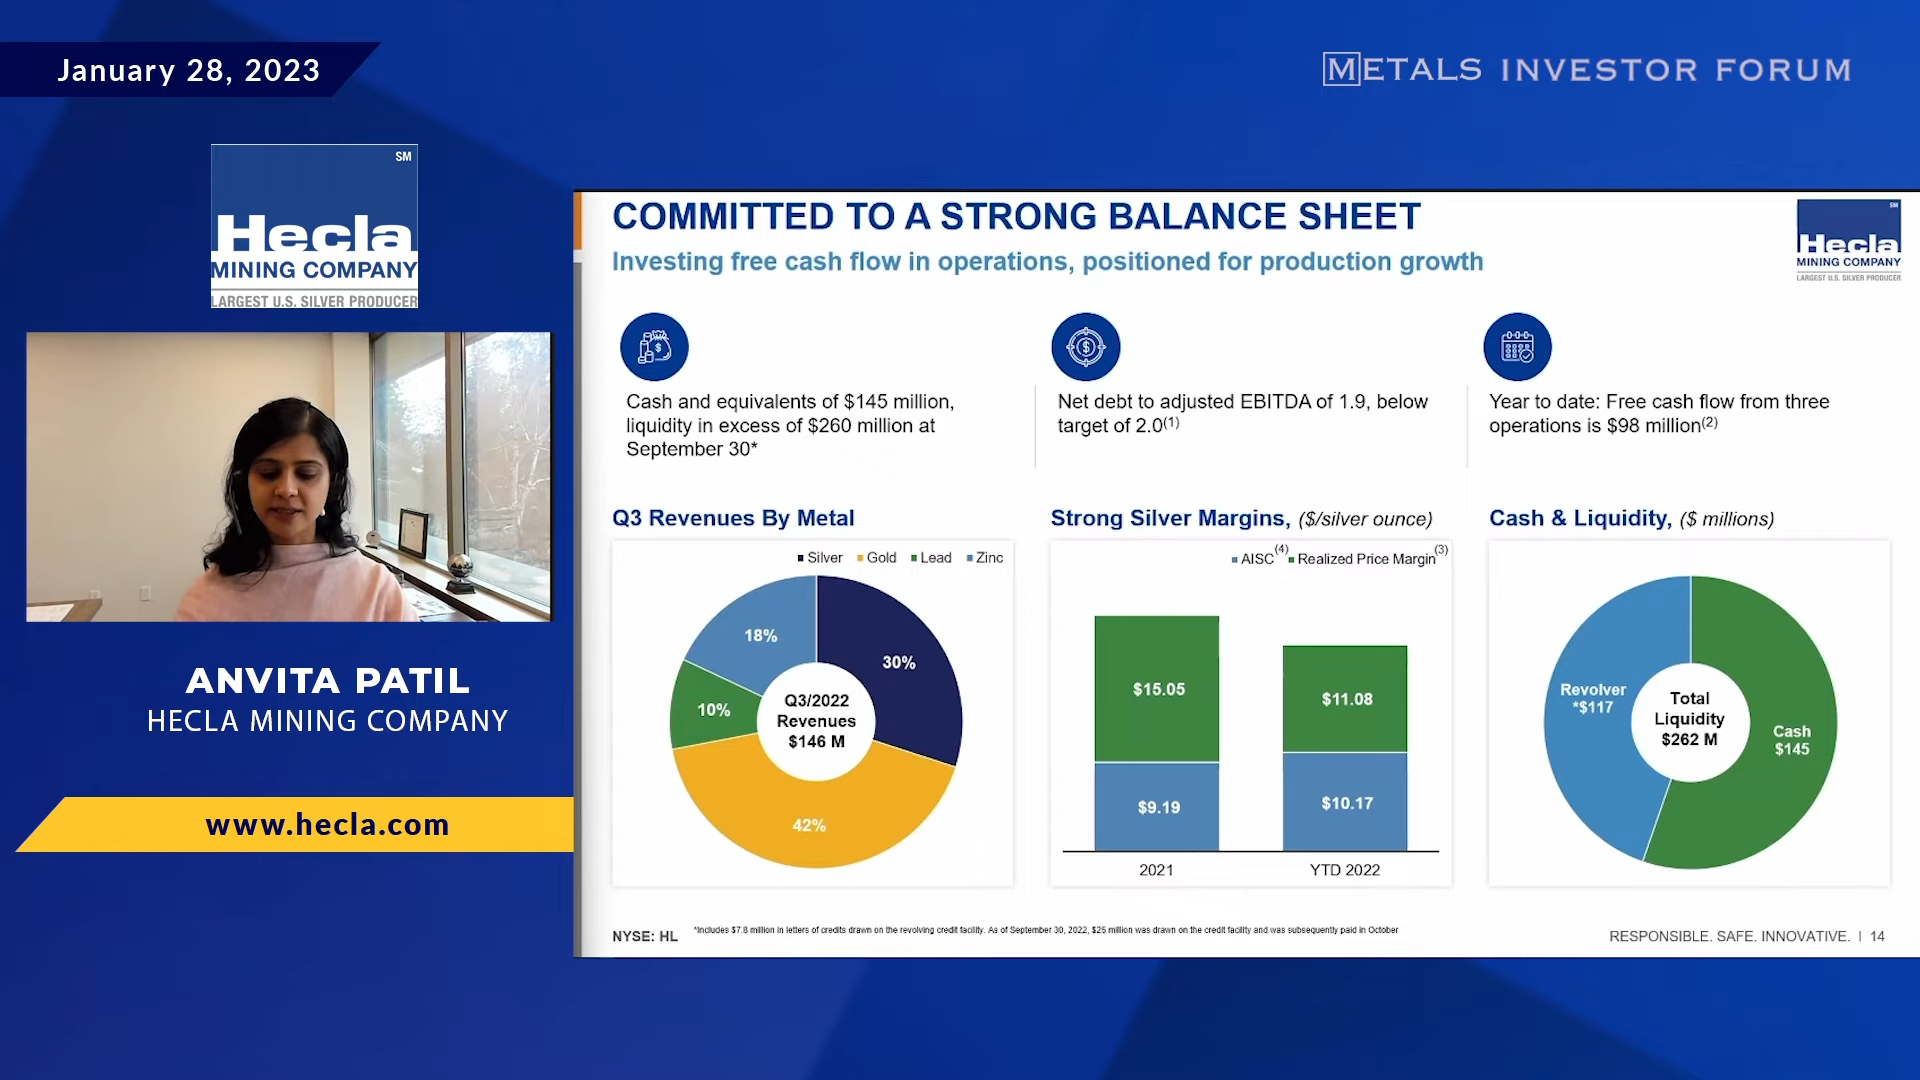 January 28, 2023
METALS INVESTOR FORUM
SM
Hecla
MINING COMPANY
LARGEST U.S. SILVER PRODUCER
ANVITA PATIL
HECLA MINING COMPANY
www.hecla.com
COMMITTED TO A STRONG BALANCE SHEET
Investing free cash flow in operations, positioned for production growth
SM
Hecla
MINING COMPANY
LARGEST U.S. SILVER PRODUCER
Cash and equivalents of $145 million,
liquidity in excess of $260 million at
September 30*
Net debt to adjusted EBITDA of 1.9, below
target of 2.0(1)
Year to date: Free cash flow from three
operations is $98 million(2)
Q3 Revenues By Metal
Silver Gold Lead Zinc
18%
30%
10%
42%
Q3/2022
Revenues
$146 M
Strong Silver Margins, ($/silver ounce)
AISC(4) Realized Price Margin(3)
$15.05
$11.08
$9.19
$10.17
2021
YTD 2022
Cash & Liquidity, ($ millions)
Revolver
*$117
Total
Liquidity
$262 M
Cash
$145
NYSE: HL
*Includes $7.8 million in letters of credits drawn on the revolving credit facility. As of September 30, 2022, $25 million was drawn on the credit facility and was subsequently paid in October
RESPONSIBLE. SAFE. INNOVATIVE. | 14